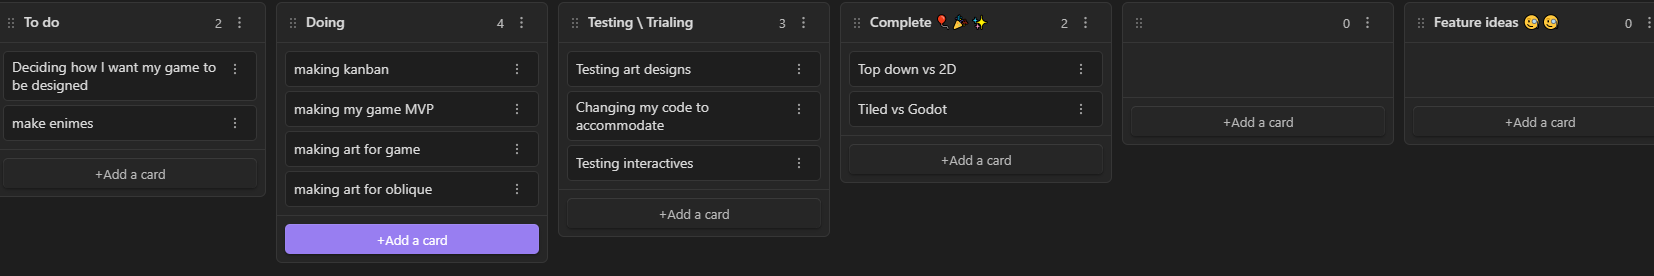 To do 2
Deciding how I want my game to
be designed
make enimes
+Add a card
Doing 4
making kanban
making my game MVP
making art for game
making art for oblique
+Add a card
Testing \ Trialing 3
Testing art designs
Changing my code to
accommodate
Testing interactives
+Add a card
Complete 🎈🎉✨ 2
Top down vs 2D
Tiled vs Godot
+Add a card
0
+Add a card
Feature ideas 🧐🧐 0
+Add a card